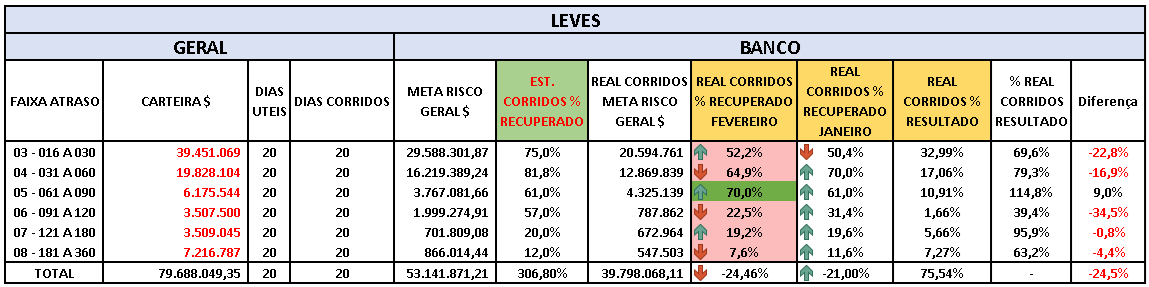 LEVES
GERAL BANCO
FAIXA ATRASO CARTEIRA $ DIAS UTEIS DIAS CORRIDOS META RISCO GERAL $ EST. CORRIDOS % RECUPERADO REAL CORRIDOS META RISCO GERAL $ REAL CORRIDOS % RECUPERADO FEVEREIRO REAL CORRIDOS % RECUPERADO JANEIRO REAL CORRIDOS % RESULTADO % REAL CORRIDOS RESULTADO Diferença
03 - 016 A 030 39.451.069 20 20 29.588.301,87 75,0% 20.594.761 52,2% 50,4% 32,99% 69,6% -22,8%
04 - 031 A 060 19.828.104 20 20 16.219.389,24 81,8% 12.869.839 64,9% 70,0% 17,06% 79,3% -16,9%
05 - 061 A 090 6.175.544 20 20 3.767.081,66 61,0% 4.325.139 70,0% 61,0% 10,91% 114,8% 9,0%
06 - 091 A 120 3.507.500 20 20 1.999.274,91 57,0% 787.862 22,5% 31,4% 1,66% 39,4% -34,5%
07 - 121 A 180 3.509.045 20 20 701.809,08 20,0% 672.964 19,2% 19,6% 5,66% 95,9% -0,8%
08 - 181 A 360 7.216.787 20 20 866.014,44 12,0% 547.503 7,6% 11,6% 7,27% 63,2% -4,4%
TOTAL 79.688.049,35 20 20 53.141.871,21 306,80% 39.798.068,11 -24,46% -21,00% 75,54% - -24,5%